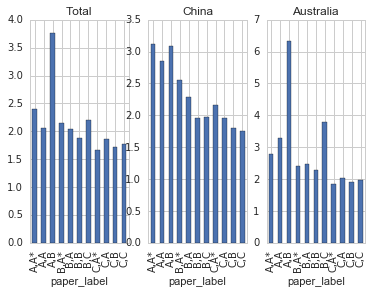 Total
4.0
3.5
3.0
2.5
2.0
1.5
1.0
0.5
0.0
A,A*
A,A
A,B
B,A*
B,A
B,B
B,C
C,A*
C,A
C,B
C,C
paper_label
China
3.5
3.0
2.5
2.0
1.5
1.0
0.5
0.0
A,A*
A,A
A,B
B,A*
B,A
B,B
B,C
C,A*
C,A
C,B
C,C
paper_label
Australia
7
6
5
4
3
2
1
0
A,A*
A,A
A,B
B,A*
B,A
B,B
B,C
C,A*
C,A
C,B
C,C
paper_label